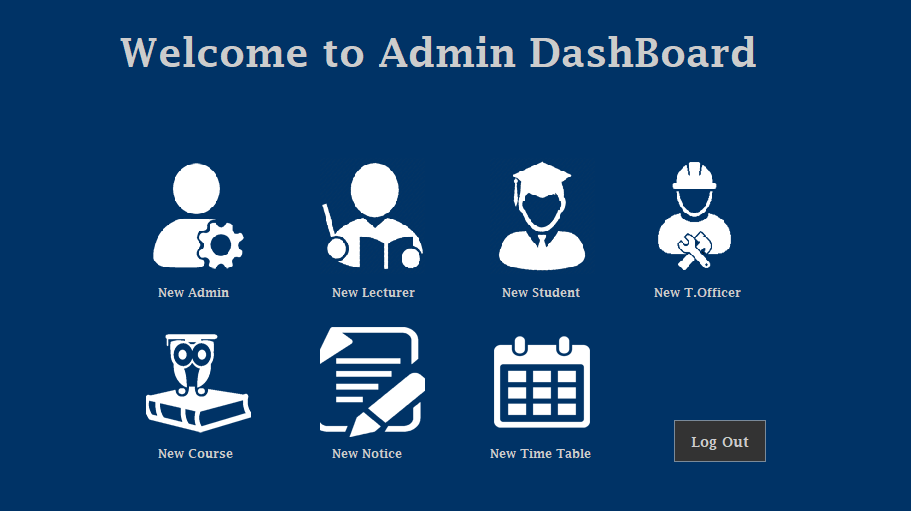 Welcome to Admin DashBoard
New Admin
New Lecturer
New Student
New T.Officer
New Course
New Notice
New Time Table
Log Out